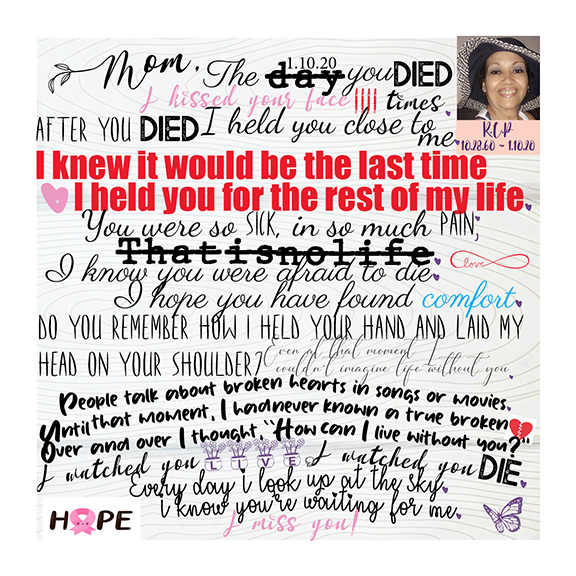 Mom, The day 1.10.20 you DIED
I kissed your face |||| times
AFTER YOU DIED I held you close to me
R.C.P.
10.28.60 ~ 1.10.20
I knew it would be the last time
I held you for the rest of my life
You were so SICK, in so much PAIN
That is no life
love
I know you were afraid to die
I hope you have found comfort
DO YOU REMEMBER HOW I HELD YOUR HAND AND LAID MY
HEAD ON YOUR SHOULDER? Even at that moment I
couldn't imagine life without you
People talk about broken hearts in songs or movies.
Until that moment, I had never known a true broken
Over and over I thought, "How can I live without you?"
I watched you LIVE I watched you DIE
Every day i look up at the sky
i know you're waiting for me.
HOPE
I miss you!